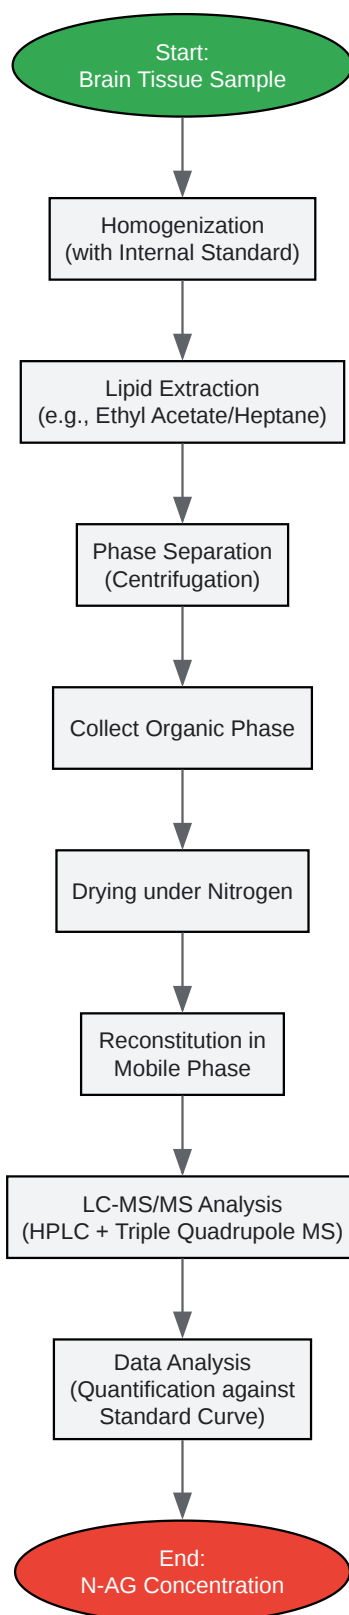 Start:
Brain Tissue Sample
Homogenization
(with Internal Standard)
Lipid Extraction
(e.g., Ethyl Acetate/Heptane)
Phase Separation
(Centrifugation)
Collect Organic Phase
Drying under Nitrogen
Reconstitution in
Mobile Phase
LC-MS/MS Analysis
(HPLC + Triple Quadrupole MS)
Data Analysis
(Quantification against
Standard Curve)
End:
N-AG Concentration